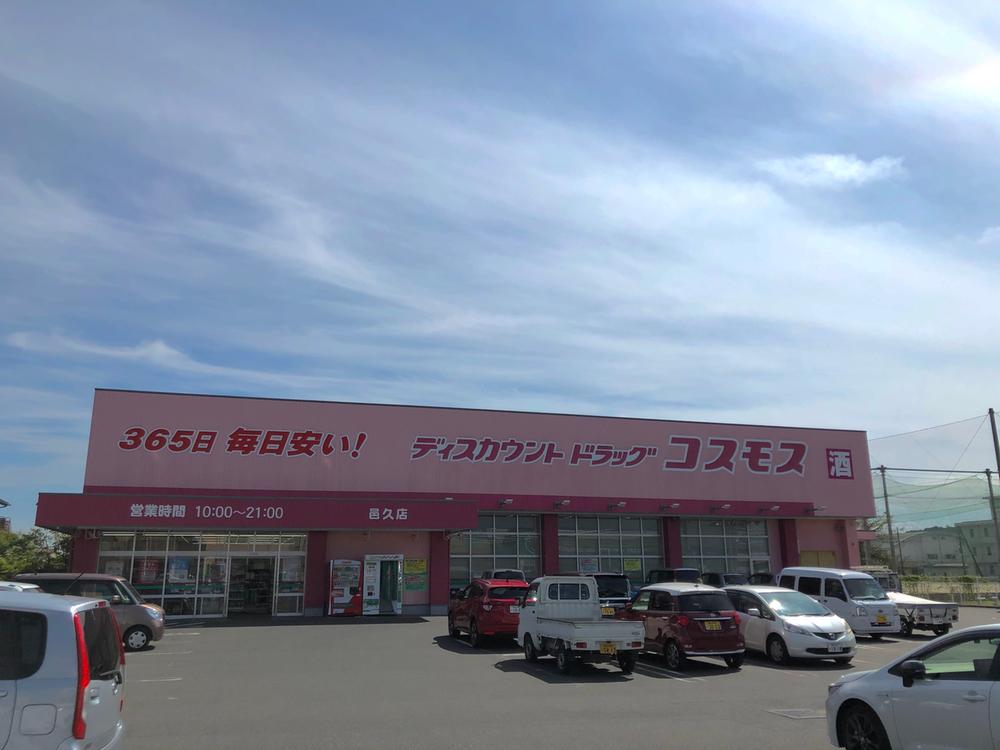 365日 毎日安い!
ディスカウント ドラッグ コスモス
酒
営業時間 10:00〜21:00
邑久店